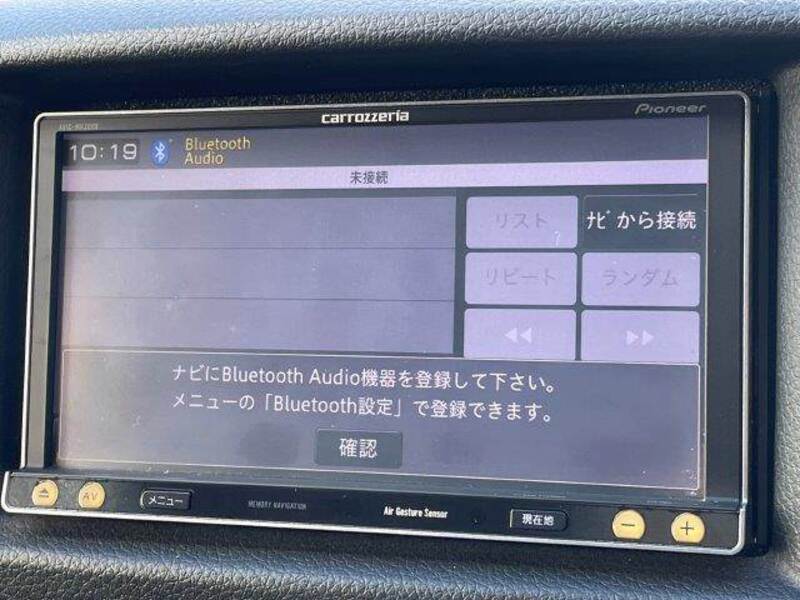 carrozzeria
Pioneer
10:19
Bluetooth
Audio
未接続
リスト
ナビから接続
リピート
ランダム
ナビにBluetooth Audio機器を登録して下さい。
メニューの「Bluetooth設定」で登録できます。
確認
AV
メニュー
MEMORY NAVIGATION
Air Gesture Sensor
現在地